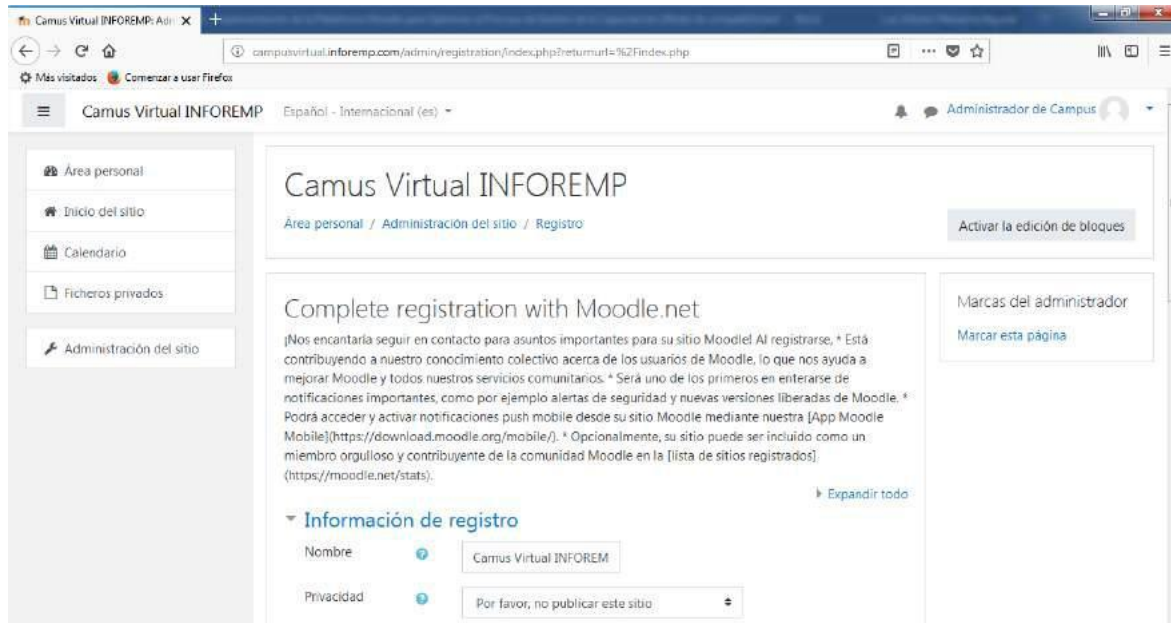 Camus Virtual INFOREMP: Adr
campusvirtual.inforemp.com/admin/registration/index.php?returnurl=%2Findex.php
Más visitados Comenzar a usar Firefox
Camus Virtual INFOREMP Español - Internacional (es) Administrador de Campus
Área personal
Inicio del sitio
Calendario
Ficheros privados
Administración del sitio
Camus Virtual INFOREMP
Área personal / Administración del sitio / Registro
Activar la edición de bloques
Complete registration with Moodle.net
¡Nos encantaría seguir en contacto para asuntos importantes para su sitio Moodle! Al registrarse, * Está
contribuyendo a nuestro conocimiento colectivo acerca de los usuarios de Moodle, lo que nos ayuda a
mejorar Moodle y todos nuestros servicios comunitarios. * Será uno de los primeros en enterarse de
notificaciones importantes, como por ejemplo alertas de seguridad y nuevas versiones liberadas de Moodle. *
Podrá acceder y activar notificaciones push mobile desde su sitio Moodle mediante nuestra [App Moodle
Mobile](https://download.moodle.org/mobile/). * Opcionalmente, su sitio puede ser incluido como un
miembro orgulloso y contribuyente de la comunidad Moodle en la [lista de sitios registrados]
(https://moodle.net/stats).
Expandir todo
Información de registro
Nombre Camus Virtual INFOREM
Privacidad Por favor, no publicar este sitio
Marcas del administrador
Marcar esta página